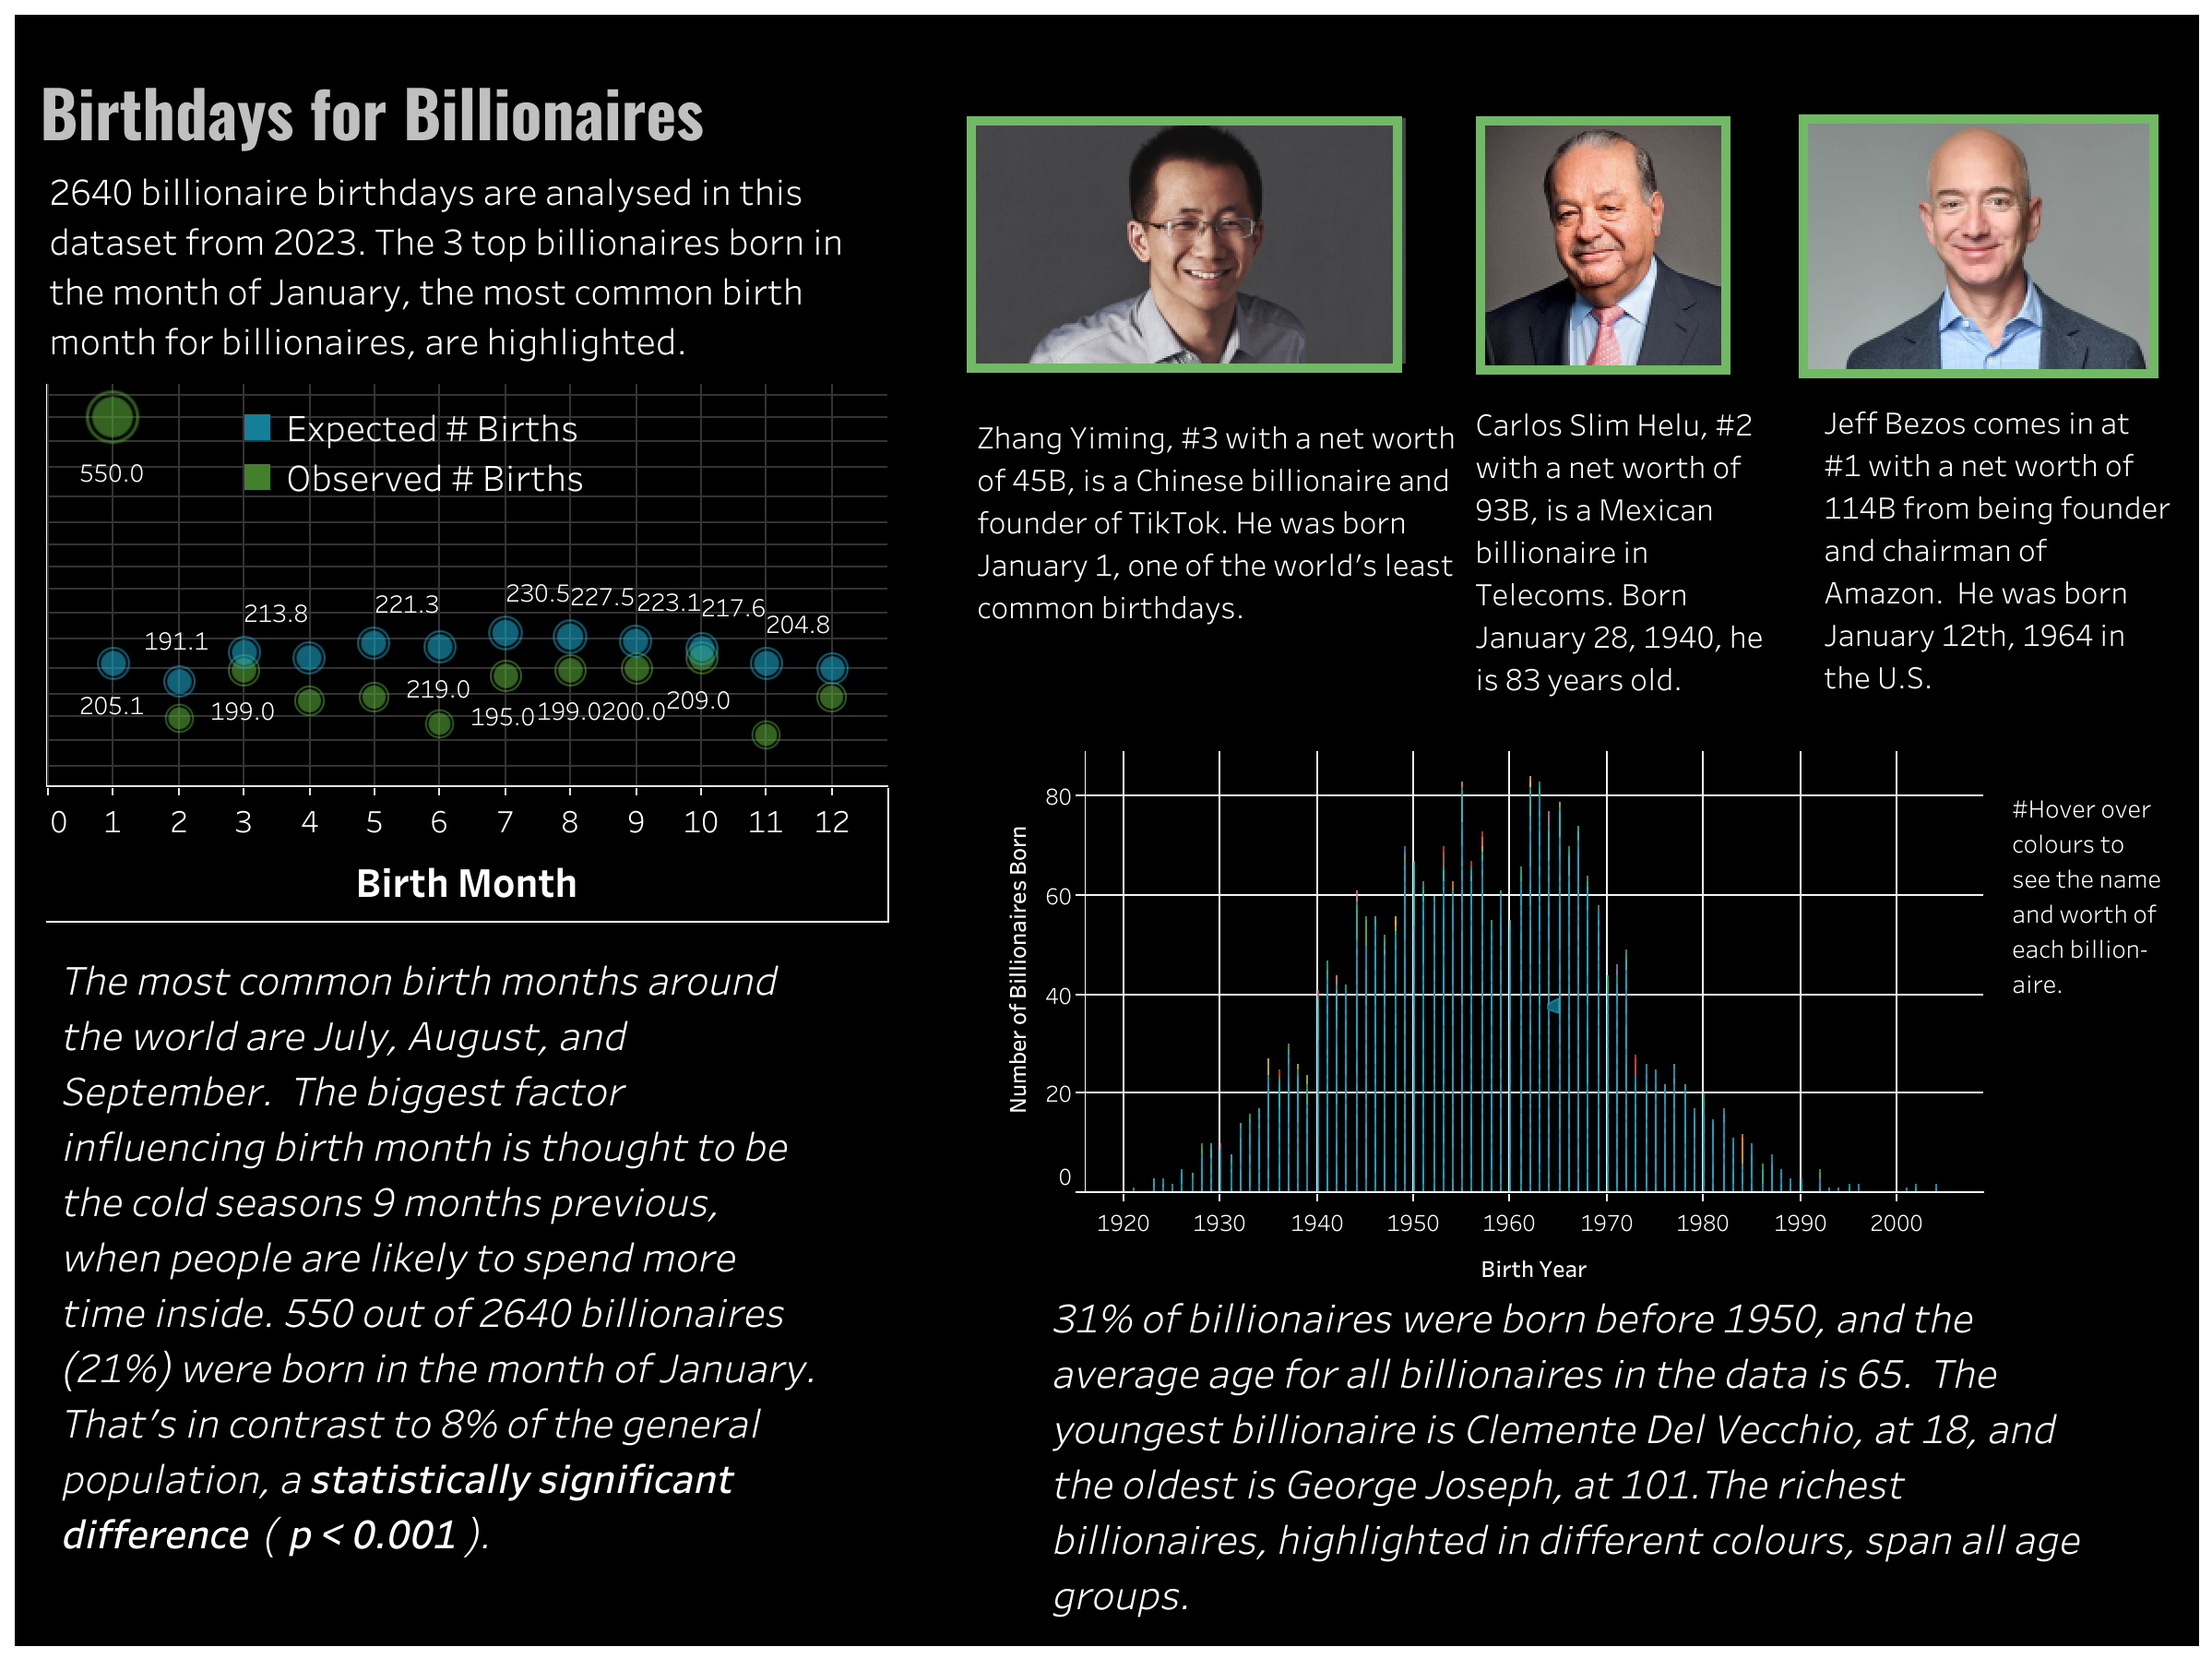 Birthdays for Billionaires
2640 billionaire birthdays are analysed in this
dataset from 2023. The 3 top billionaires born in
the month of January, the most common birth
month for billionaires, are highlighted.
Expected # Births
Observed # Births
550.0
213.8
221.3
230.5
227.5
223.1
217.6
204.8
191.1
205.1
199.0
219.0
195.0
199.0
200.0
209.0
0 1 2 3 4 5 6 7 8 9 10 11 12
Birth Month
The most common birth months around
the world are July, August, and
September.  The biggest factor
influencing birth month is thought to be
the cold seasons 9 months previous,
when people are likely to spend more
time inside. 550 out of 2640 billionaires
(21%) were born in the month of January.
That's in contrast to 8% of the general
population, a statistically significant
difference ( p < 0.001 ).
Zhang Yiming, #3 with a net worth
of 45B, is a Chinese billionaire and
founder of TikTok. He was born
January 1, one of the world's least
common birthdays.
Carlos Slim Helu, #2
with a net worth of
93B, is a Mexican
billionaire in
Telecoms. Born
January 28, 1940, he
is 83 years old.
Jeff Bezos comes in at
#1 with a net worth of
114B from being founder
and chairman of
Amazon.  He was born
January 12th, 1964 in
the U.S.
Number of Billionaires Born
80
60
40
20
0
1920 1930 1940 1950 1960 1970 1980 1990 2000
Birth Year
#Hover over
colours to
see the name
and worth of
each billion-
aire.
31% of billionaires were born before 1950, and the
average age for all billionaires in the data is 65.  The
youngest billionaire is Clemente Del Vecchio, at 18, and
the oldest is George Joseph, at 101.The richest
billionaires, highlighted in different colours, span all age
groups.